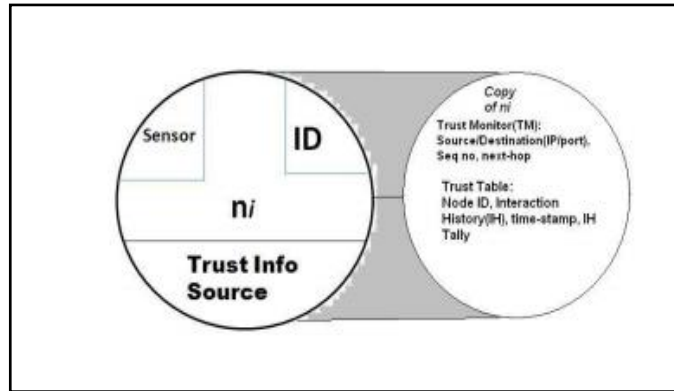 Sensor
ID
ni
Trust Info
Source
Copy
of ni
Trust Monitor(TM):
Source/Destination(IP/port),
Seq no, next-hop
Trust Table:
Node ID, Interaction
History(IH), time-stamp, IH
Tally